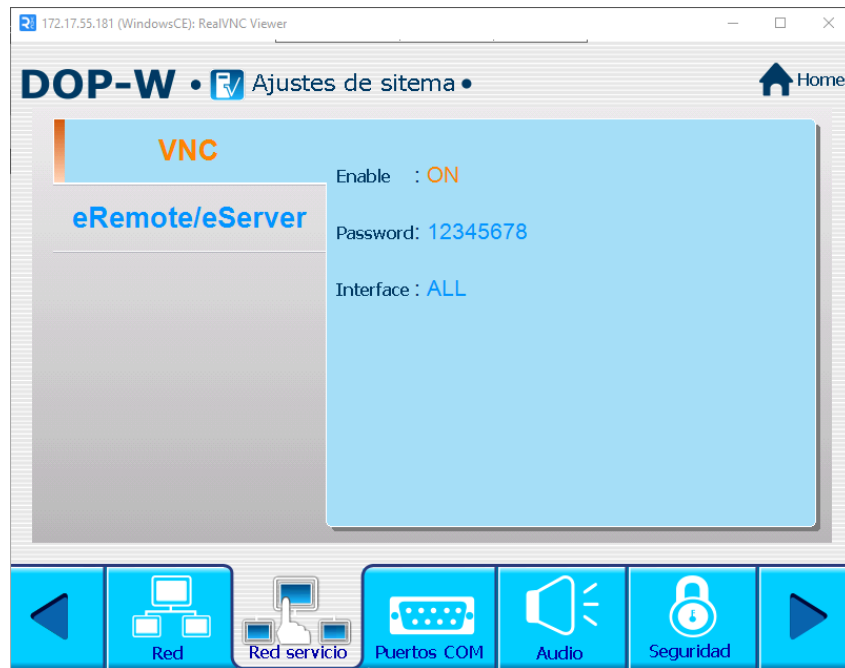 172.17.55.181 (WindowsCE): RealVNC Viewer
DOP-W • Ajustes de sitema •
Home
VNC
eRemote/eServer
Enable : ON
Password: 12345678
Interface : ALL
Red
Red servicio
Puertos COM
Audio
Seguridad